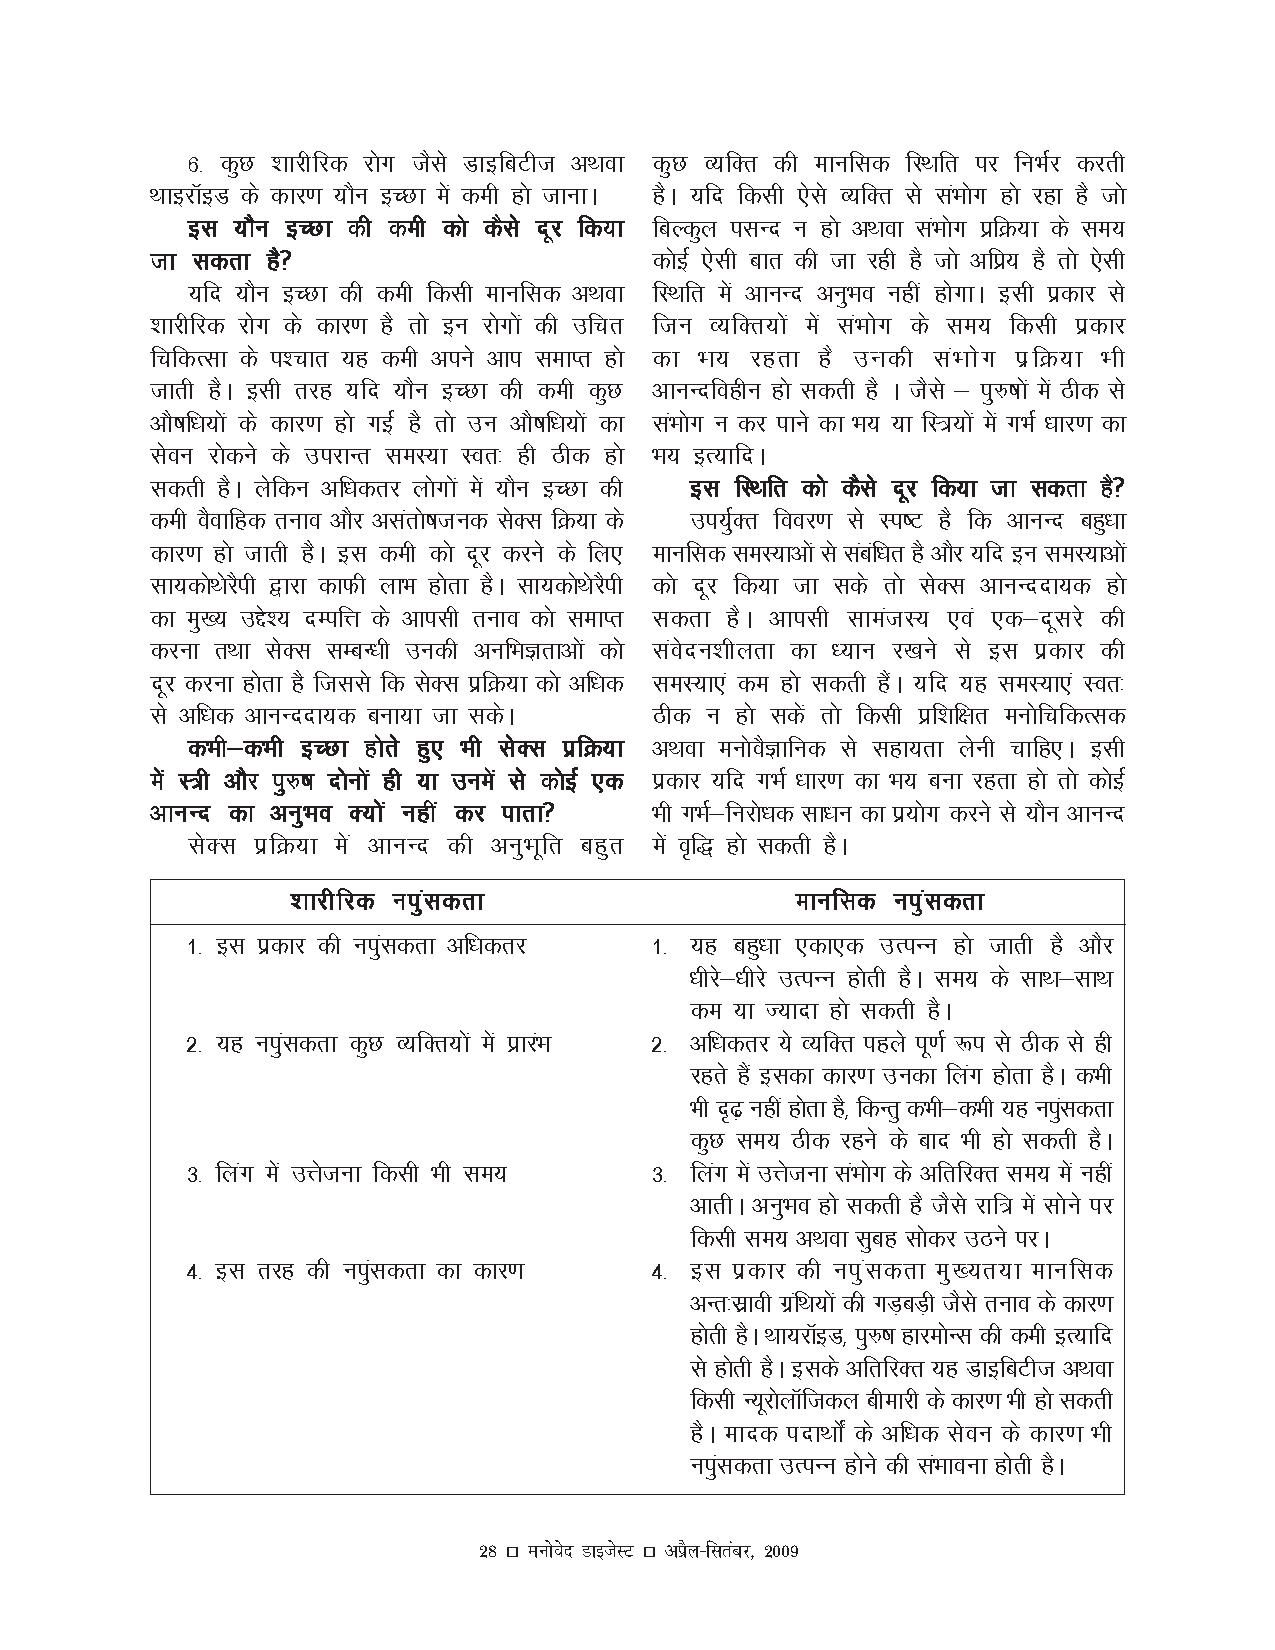 6. कुछ शारीरिक रोग जैसे डाइबिटीज अथवा
थाइरॉइड के कारण यौन इच्छा में कमी हो जाना।
इस यौन इच्छा की कमी को कैसे दूर किया
जा सकता है?
यदि यौन इच्छा की कमी किसी मानसिक अथवा
शारीरिक रोग के कारण है तो इन रोगों की उचित
चिकित्सा के पश्चात यह कमी अपने आप समाप्त हो
जाती है। इसी तरह यदि यौन इच्छा की कमी कुछ
औषधियों के कारण हो गई है तो उन औषधियों का
सेवन रोकने के उपरान्त समस्या स्वतः ही ठीक हो
सकती है। लेकिन अधिकतर लोगों में यौन इच्छा की
कमी वैवाहिक तनाव और असंतोषजनक सेक्स क्रिया के
कारण हो जाती है। इस कमी को दूर करने के लिए
सायकोथेरैपी द्वारा काफी लाभ होता है। सायकोथेरैपी
का मुख्य उद्देश्य दम्पत्ति के आपसी तनाव को समाप्त
करना तथा सेक्स सम्बन्धी उनकी अनभिज्ञताओं को
दूर करना होता है जिससे कि सेक्स प्रक्रिया को अधिक
से अधिक आनन्ददायक बनाया जा सके।
कभी–कभी इच्छा होते हुए भी सेक्स प्रक्रिया
में स्त्री और पुरुष दोनों ही या उनमें से कोई एक
आनन्द का अनुभव क्यों नहीं कर पाता?
सेक्स प्रक्रिया में आनन्द की अनुभूति बहुत
कुछ व्यक्ति की मानसिक स्थिति पर निर्भर करती
है। यदि किसी ऐसे व्यक्ति से संभोग हो रहा है जो
बिल्कुल पसन्द न हो अथवा संभोग प्रक्रिया के समय
कोई ऐसी बात की जा रही है जो अप्रिय है तो ऐसी
स्थिति में आनन्द अनुभव नहीं होगा। इसी प्रकार से
जिन व्यक्तियों में संभोग के समय किसी प्रकार
का भय रहता है उनकी संभोग प्रक्रिया भी
आनन्दविहीन हो सकती है । जैसे – पुरुषों में ठीक से
संभोग न कर पाने का भय या स्त्रियों में गर्भ धारण का
भय इत्यादि।
इस स्थिति को कैसे दूर किया जा सकता है?
उपर्युक्त विवरण से स्पष्ट है कि आनन्द बहुधा
मानसिक समस्याओं से संबंधित है और यदि इन समस्याओं
को दूर किया जा सके तो सेक्स आनन्ददायक हो
सकता है। आपसी सामंजस्य एवं एक–दूसरे की
संवेदनशीलता का ध्यान रखने से इस प्रकार की
समस्याएं कम हो सकती हैं। यदि यह समस्याएं स्वतः
ठीक न हो सकें तो किसी प्रशिक्षित मनोचिकित्सक
अथवा मनोवैज्ञानिक से सहायता लेनी चाहिए। इसी
प्रकार यदि गर्भ धारण का भय बना रहता हो तो कोई
भी गर्भ–निरोधक साधन का प्रयोग करने से यौन आनन्द
में वृद्धि हो सकती है।
शारीरिक नपुंसकता
मानसिक नपुंसकता
1. इस प्रकार की नपुंसकता अधिकतर
1. यह बहुधा एकाएक उत्पन्न हो जाती है और
धीरे–धीरे उत्पन्न होती है। समय के साथ–साथ
कम या ज्यादा हो सकती है।
2. यह नपुंसकता कुछ व्यक्तियों में प्रारंभ
2. अधिकतर ये व्यक्ति पहले पूर्ण रूप से ठीक से ही
रहते हैं इसका कारण उनका लिंग होता है। कभी
भी दृढ़ नहीं होता है, किन्तु कभी–कभी यह नपुंसकता
कुछ समय ठीक रहने के बाद भी हो सकती है।
3. लिंग में उत्तेजना किसी भी समय
3. लिंग में उत्तेजना संभोग के अतिरिक्त समय में नहीं
आती। अनुभव हो सकती है जैसे रात्रि में सोने पर
किसी समय अथवा सुबह सोकर उठने पर।
4. इस तरह की नपुंसकता का कारण
4. इस प्रकार की नपुंसकता मुख्यतया मानसिक
अन्तःस्रावी ग्रंथियों की गड़बड़ी जैसे तनाव के कारण
होती है। थायरॉइड, पुरुष हारमोन्स की कमी इत्यादि
से होती है। इसके अतिरिक्त यह डाइबिटीज अथवा
किसी न्यूरोलॉजिकल बीमारी के कारण भी हो सकती
है। मादक पदार्थों के अधिक सेवन के कारण भी
नपुंसकता उत्पन्न होने की संभावना होती है।
28 □ मनोवेद डाइजेस्ट □ अप्रैल-सितंबर, 2009